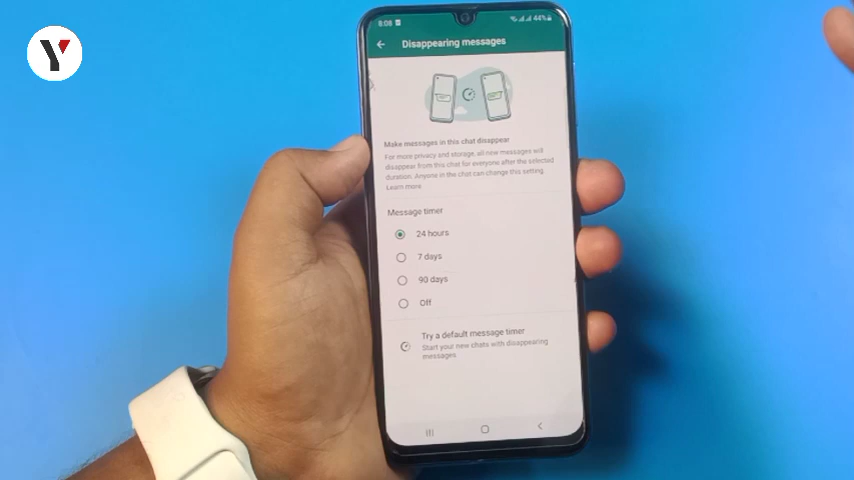 Y
8:08 44%
Disappearing messages
Make messages in this chat disappear
For more privacy and storage, all new messages will
disappear from this chat for everyone after the selected
duration. Anyone in the chat can change this setting
Learn more
Message timer
24 hours
7 days
90 days
Off
Try a default message timer
Start your new chats with disappearing
messages